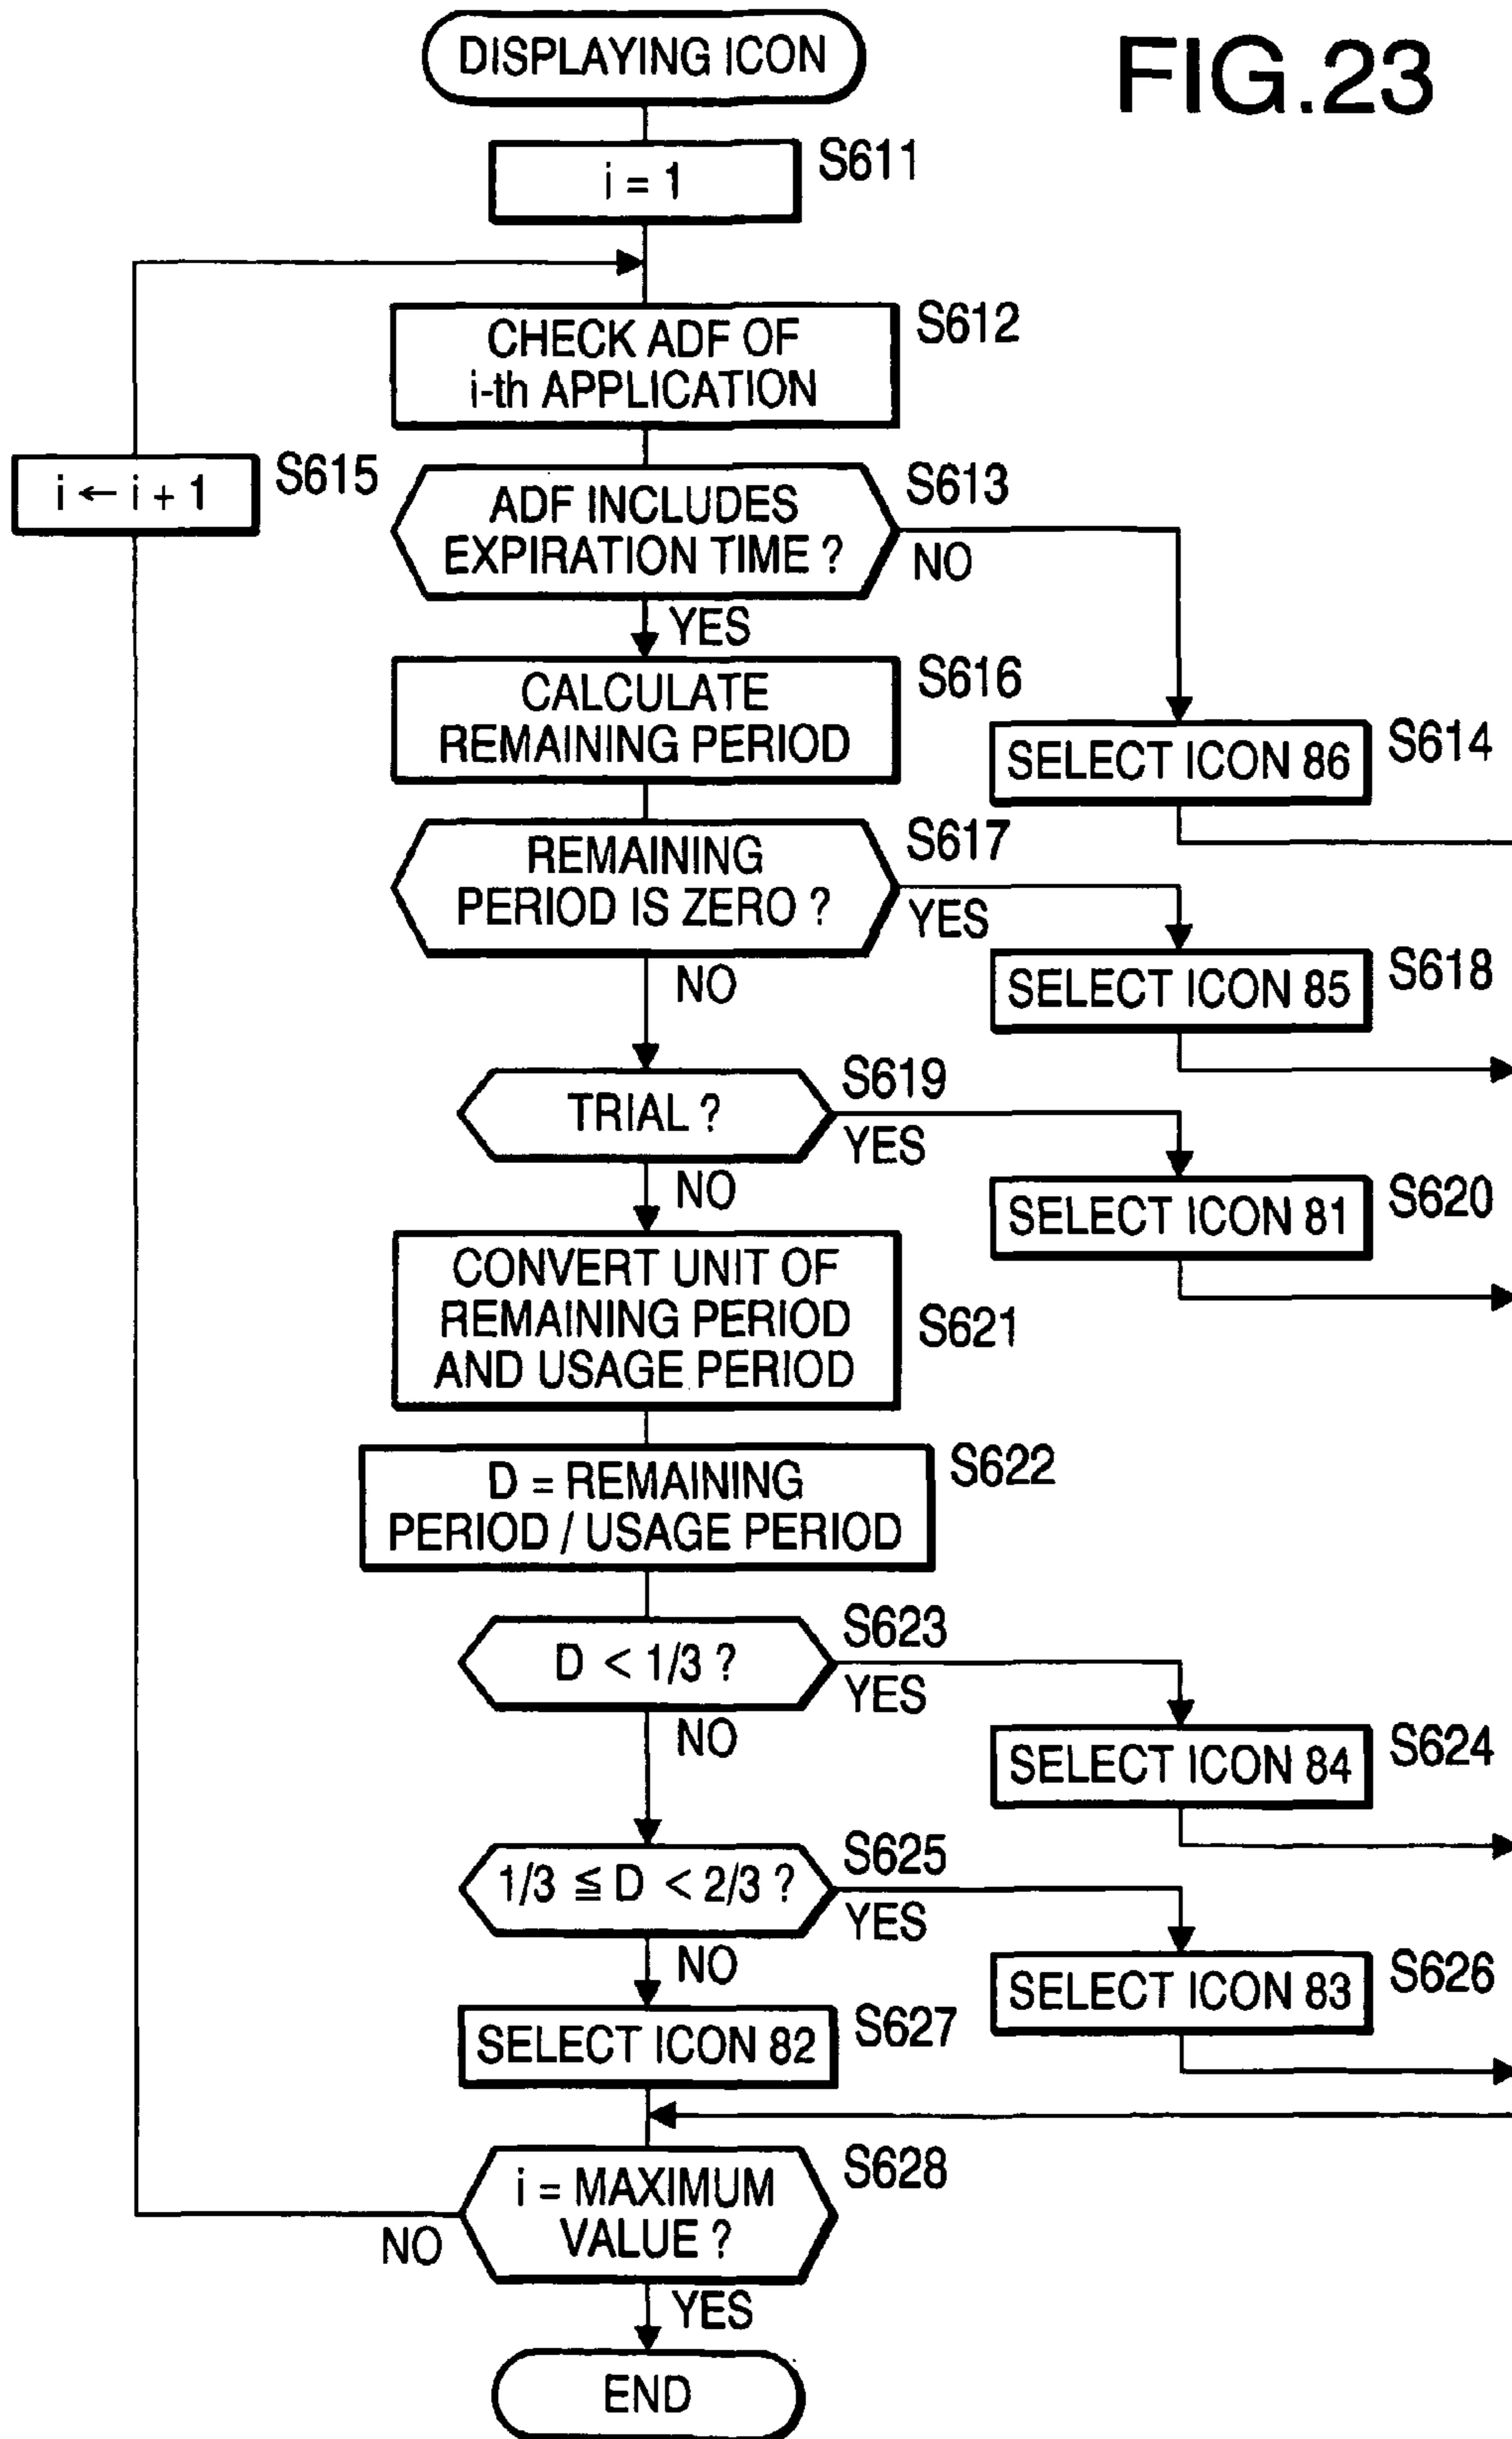 DISPLAYING ICON
FIG.23
i = 1
S611
CHECK ADF OF
i-th APPLICATION
S612
i ← i + 1
S615
ADF INCLUDES
EXPIRATION TIME ?
S613
NO
YES
CALCULATE
REMAINING PERIOD
S616
SELECT ICON 86
S614
REMAINING
PERIOD IS ZERO ?
S617
YES
NO
SELECT ICON 85
S618
TRIAL ?
S619
YES
NO
SELECT ICON 81
S620
CONVERT UNIT OF
REMAINING PERIOD
AND USAGE PERIOD
S621
D = REMAINING
PERIOD / USAGE PERIOD
S622
D < 1/3 ?
S623
YES
NO
SELECT ICON 84
S624
1/3 ≦ D < 2/3 ?
S625
YES
NO
SELECT ICON 83
S626
SELECT ICON 82
S627
i = MAXIMUM
VALUE ?
S628
NO
YES
END